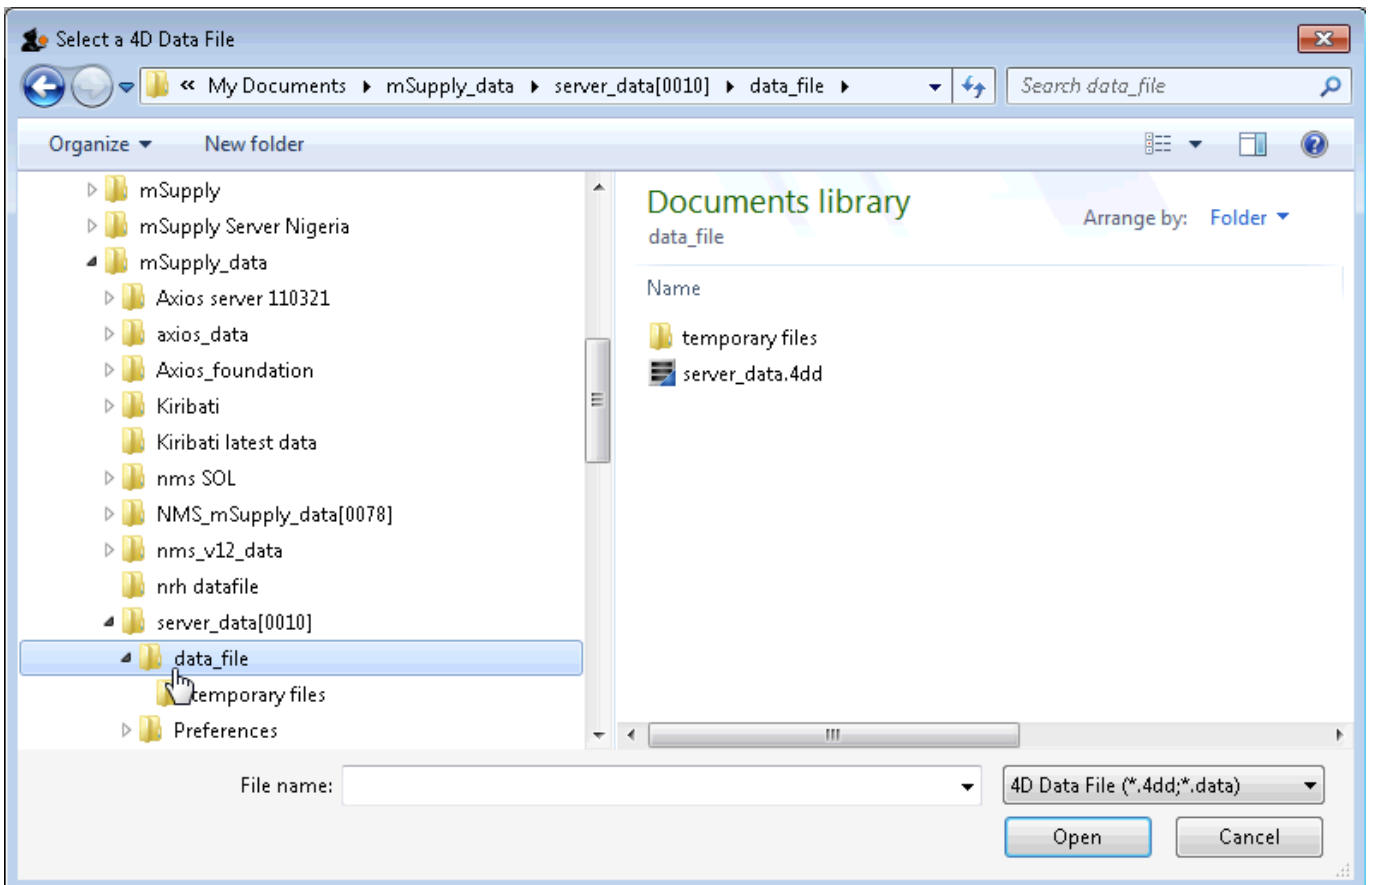 Select a 4D Data File
« My Documents mSupply_data server_data[0010] data_file Search data_file
Organize New folder
mSupply
mSupply Server Nigeria
mSupply_data
Axios server 110321
axios_data
Axios_foundation
Kiribati
Kiribati latest data
nms SOL
NMS_mSupply_data[0078]
nms_v12_data
nrh datafile
server_data[0010]
data_file
temporary files
Preferences
Documents library
data_file
Arrange by: Folder
Name
temporary files
server_data.4dd
File name: 4D Data File (*.4dd;*.data)
Open Cancel